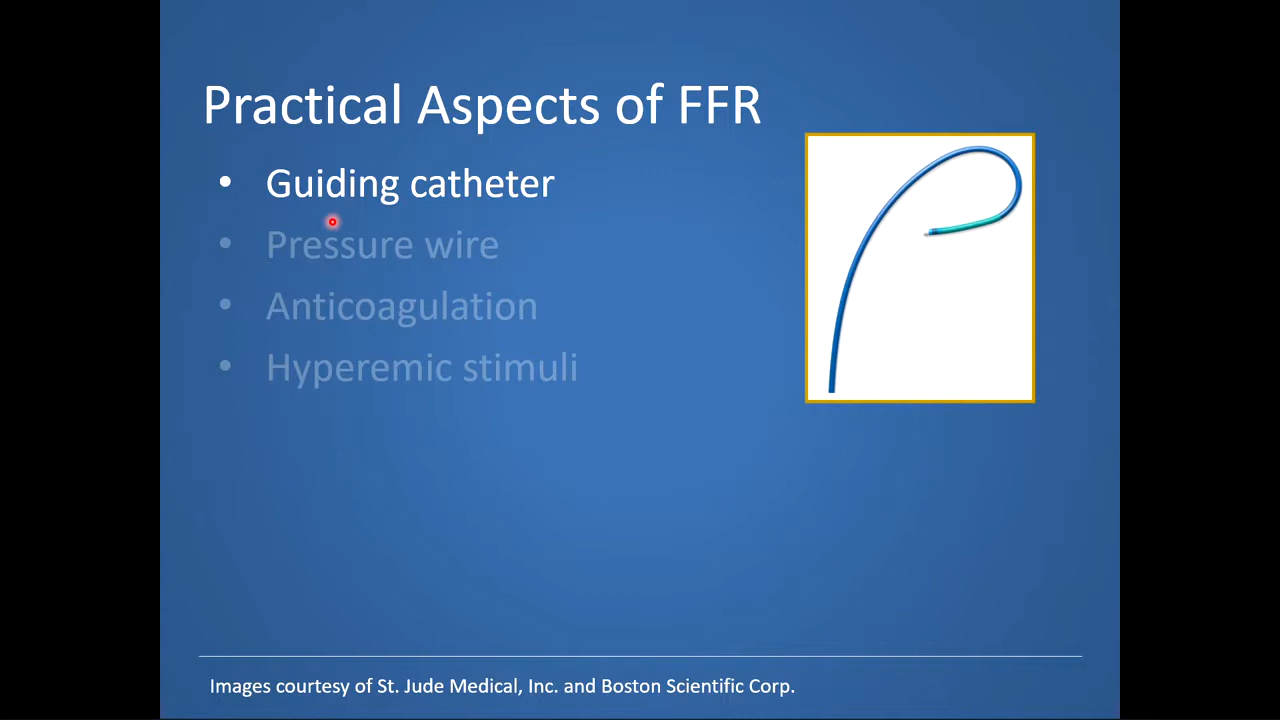 Practical Aspects of FFR
• Guiding catheter
• Pressure wire
• Anticoagulation
• Hyperemic stimuli
Images courtesy of St. Jude Medical, Inc. and Boston Scientific Corp.